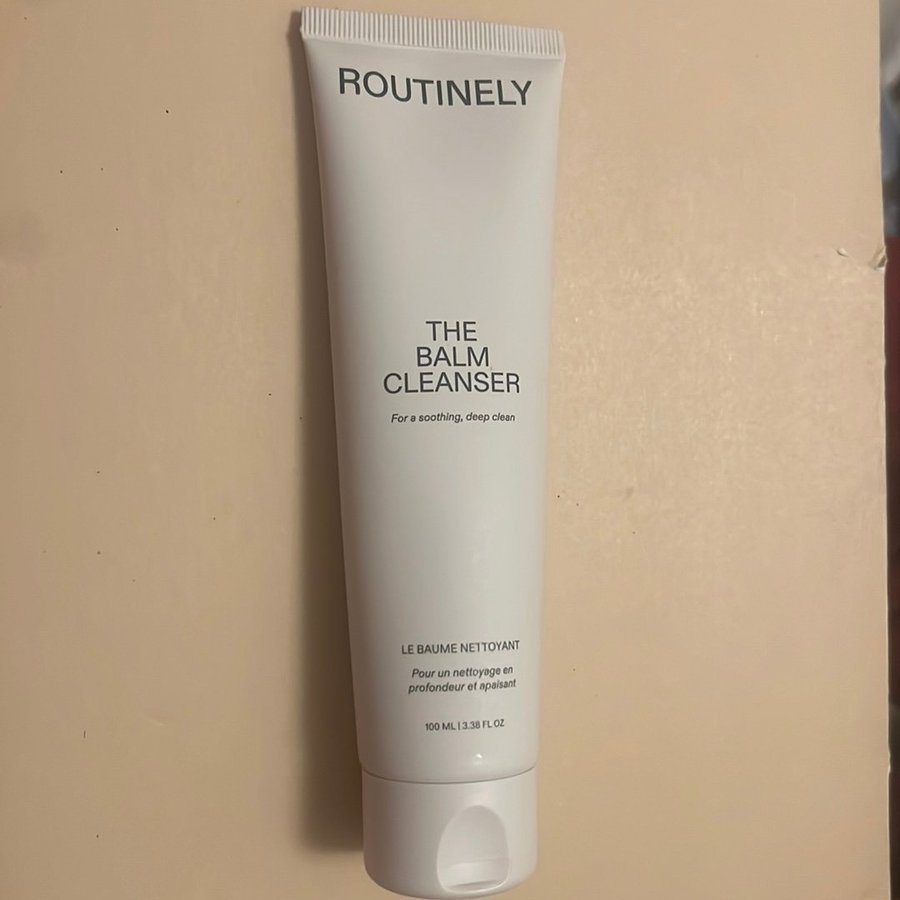 ROUTINELY
THE
BALM
CLEANSER
For a soothing, deep clean
LE BAUME NETTOYANT
Pour un nettoyage en
profondeur et apaisant
100 ML | 3.38 FL OZ